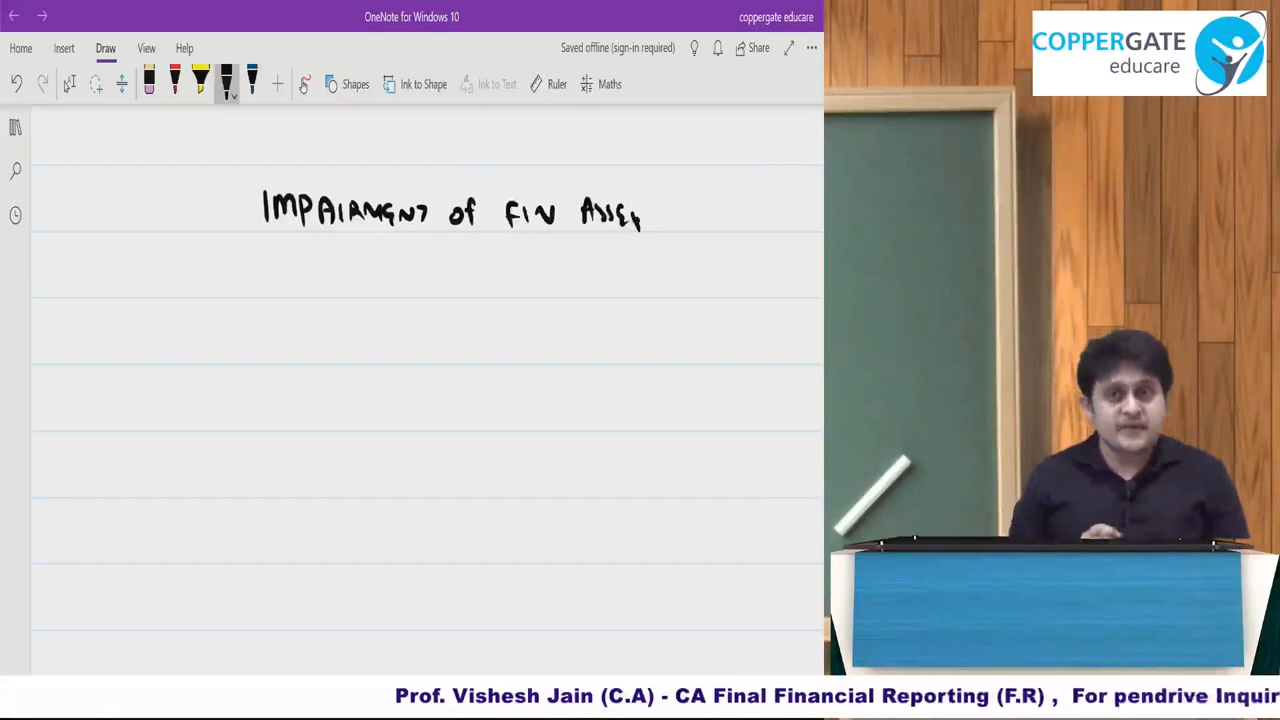 OneNote for Windows 10
coppergate educare
Home Insert Draw View Help
Saved offline (sign-in required) Share
Shapes Ink to Shape Ink to Text Ruler Maths
COPPERGATE
educare
IMPAIRMENT of FIN ASSE
Prof. Vishesh Jain (C.A) - CA Final Financial Reporting (F.R) , For pendrive Inquir